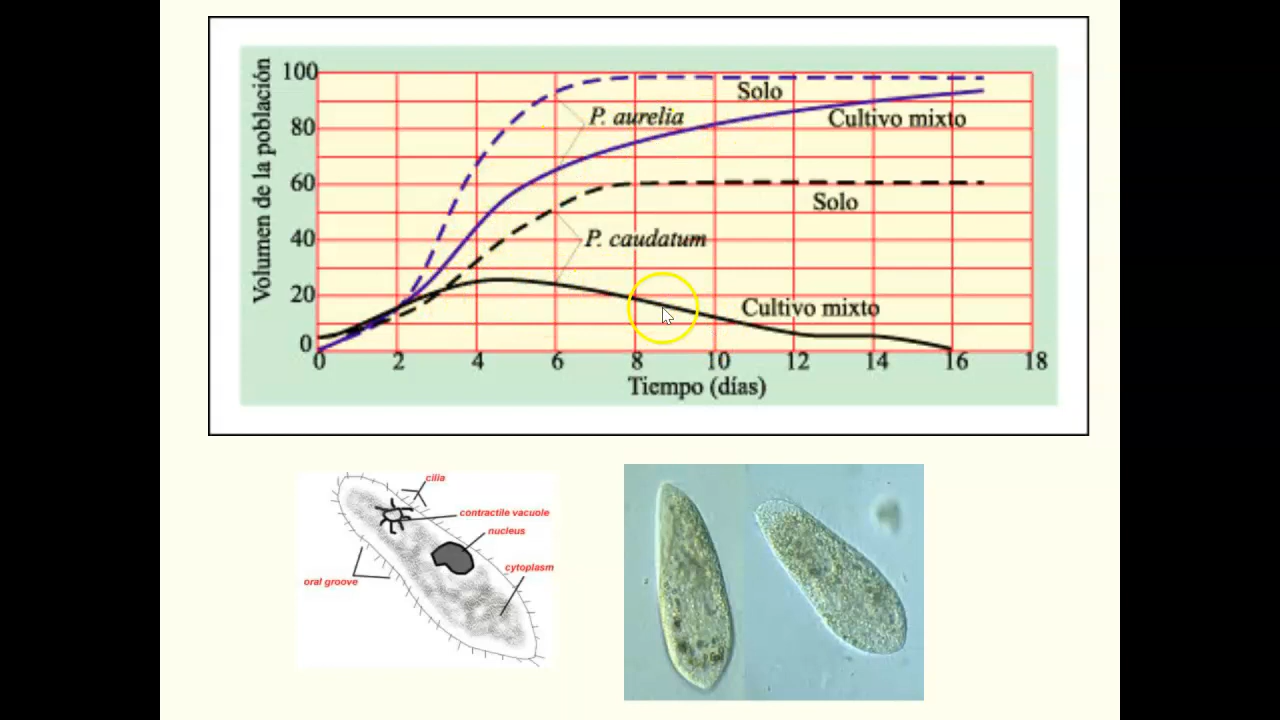 Volumen de la población
100
80
60
40
20
0
Solo
P. aurelia
Cultivo mixto
Solo
P. caudatum
Cultivo mixto
0 2 4 6 8 10 12 14 16 18
Tiempo (días)
cilia
contractile vacuole
nucleus
cytoplasm
oral groove